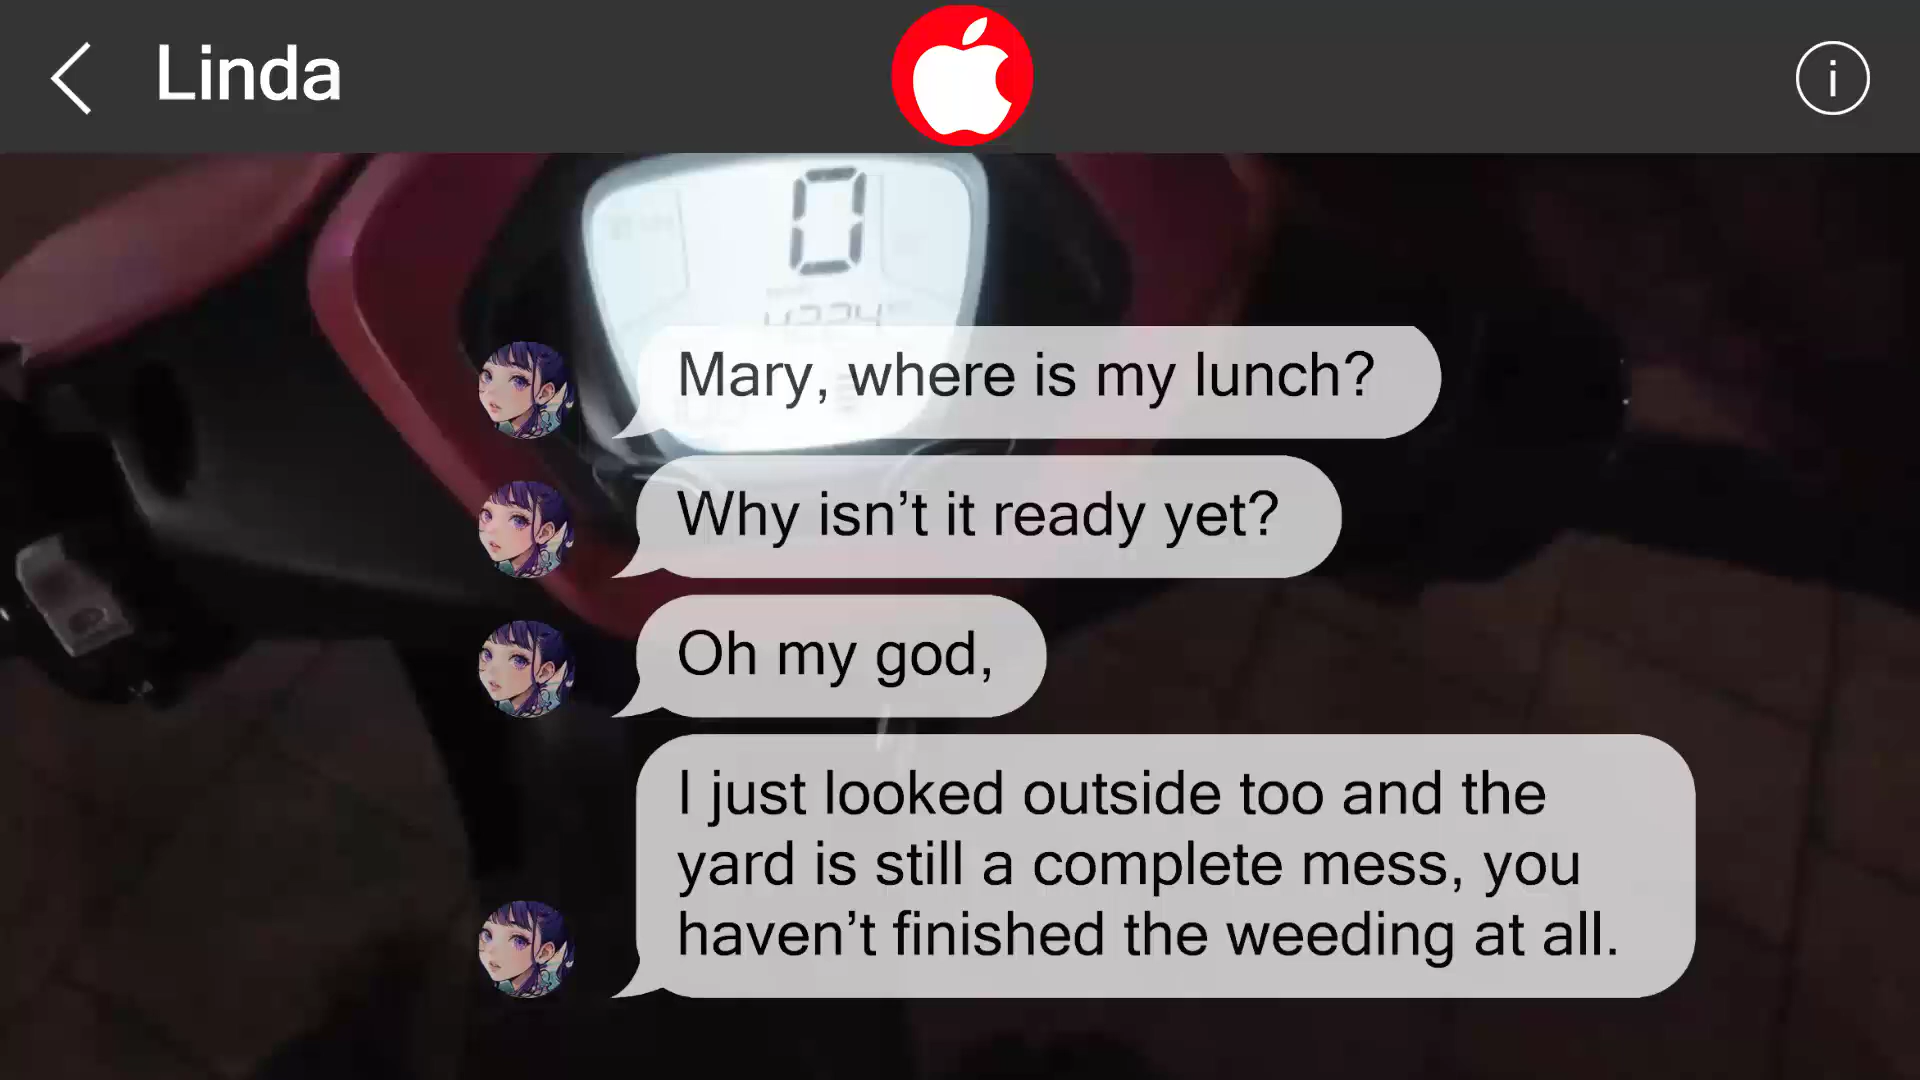 Linda
i
0
Mary, where is my lunch?
Why isn’t it ready yet?
Oh my god,
I just looked outside too and the
yard is still a complete mess, you
haven’t finished the weeding at all.